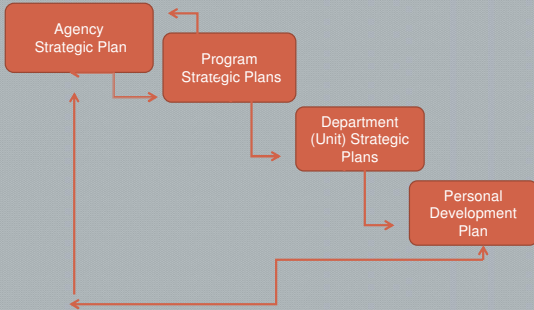 Agency
Strategic Plan
Program
Strategic Plans
Department
(Unit) Strategic
Plans
Personal
Development
Plan